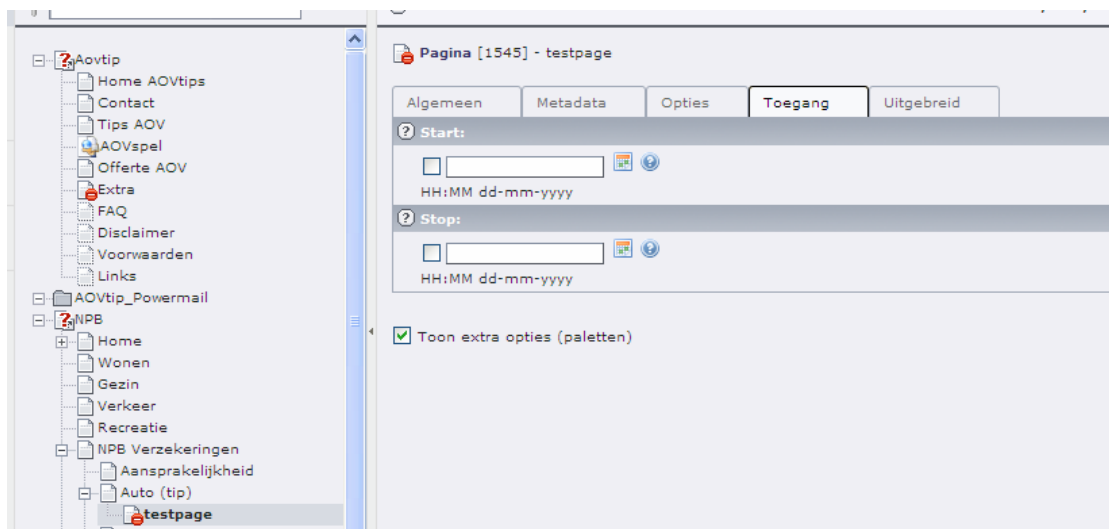 Aovtip
Home AOVtips
Contact
Tips AOV
AOVspel
Offerte AOV
Extra
FAQ
Disclaimer
Voorwaarden
Links
AOVtip_Powermail
NPB
Home
Wonen
Gezin
Verkeer
Recreatie
NPB Verzekeringen
Aansprakelijkheid
Auto (tip)
testpage
Pagina [1545] - testpage
Algemeen Metadata Opties Toegang Uitgebreid
Start:
HH:MM dd-mm-yyyy
Stop:
HH:MM dd-mm-yyyy
Toon extra opties (paletten)